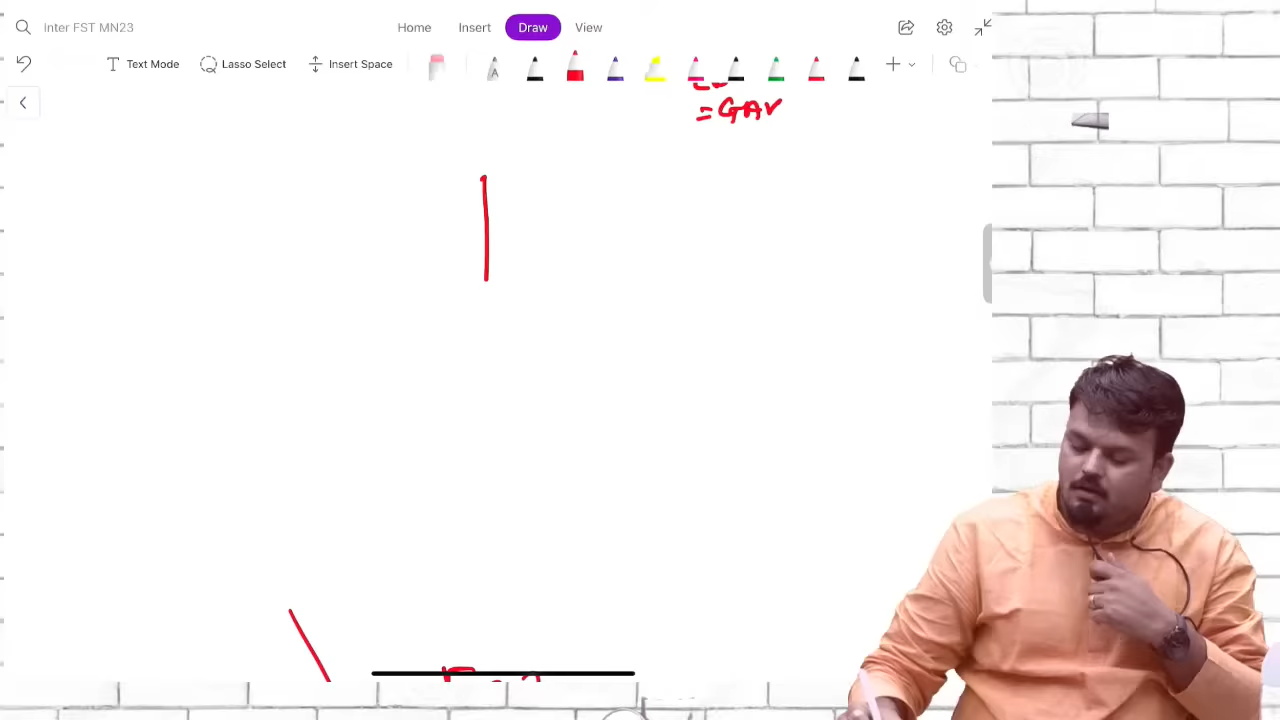 Inter FST MN23
Home Insert Draw View
Text Mode Lasso Select Insert Space
= GAV